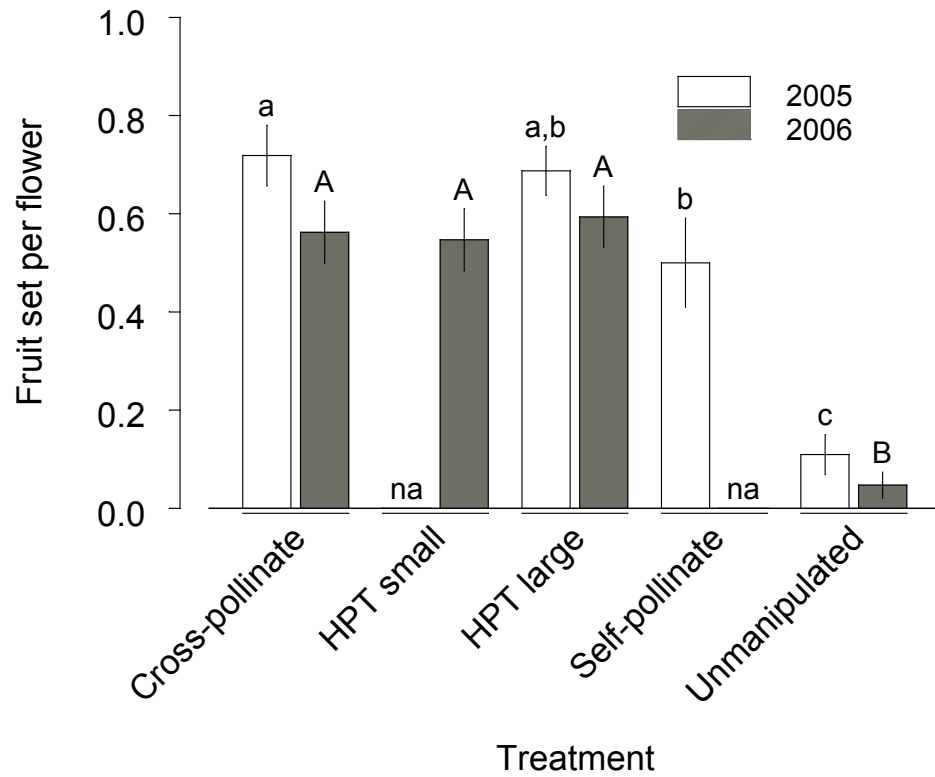 1.0
0.8
0.6
0.4
0.2
0.0
Fruit set per flower
2005
2006
a
A
na
A
a,b
A
b
na
c
B
Cross-pollinate
HPT small
HPT large
Self-pollinate
Unmanipulated
Treatment